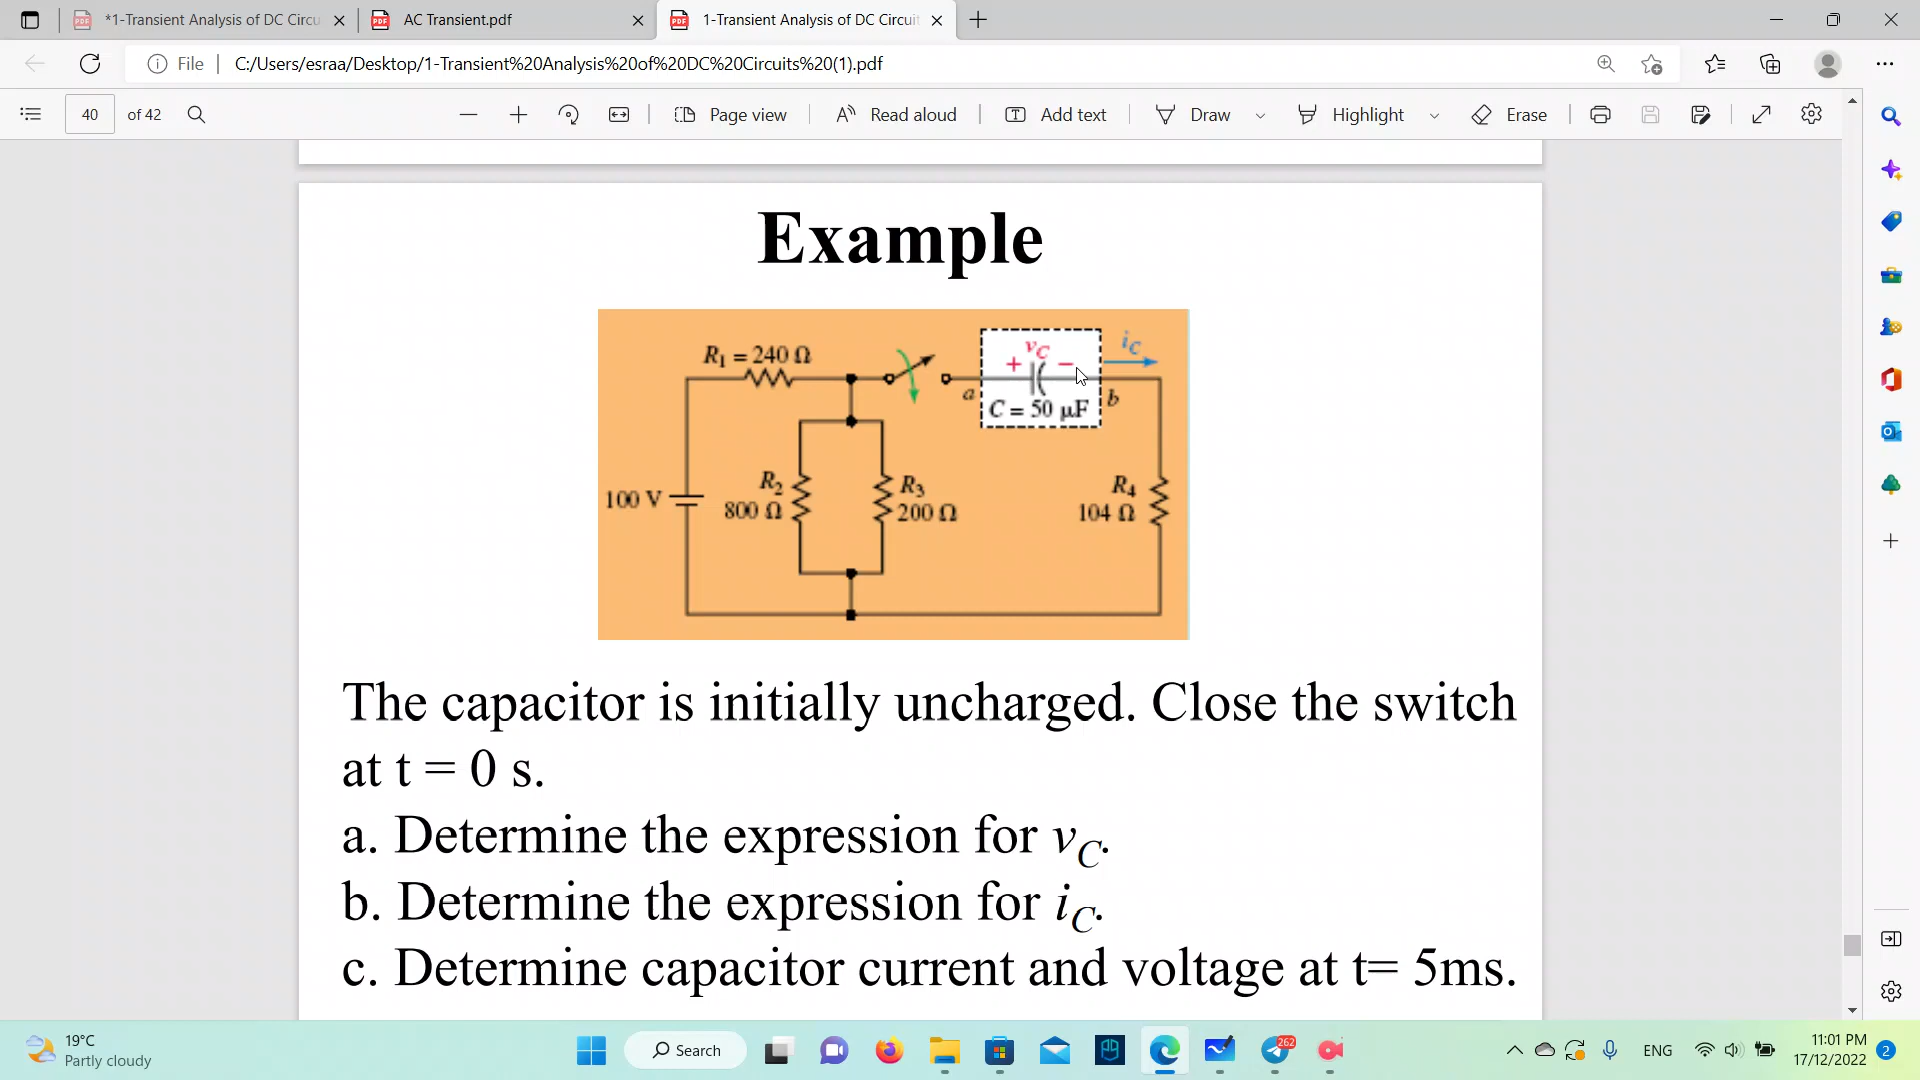 *1-Transient Analysis of DC Circu
AC Transient.pdf
1-Transient Analysis of DC Circuit
File
C:/Users/esraa/Desktop/1-Transient%20Analysis%20of%20DC%20Circuits%20(1).pdf
40
of 42
Page view
Read aloud
Add text
Draw
Highlight
Erase
Example
R1 = 240 Ω
+ vC −
iC
a
C = 50 μF
b
100 V
R2
800 Ω
R3
200 Ω
R4
104 Ω
The capacitor is initially uncharged. Close the switch
at t = 0 s.
a. Determine the expression for vC.
b. Determine the expression for iC.
c. Determine capacitor current and voltage at t= 5ms.
19°C
Partly cloudy
Search
262
ENG
11:01 PM
17/12/2022
2